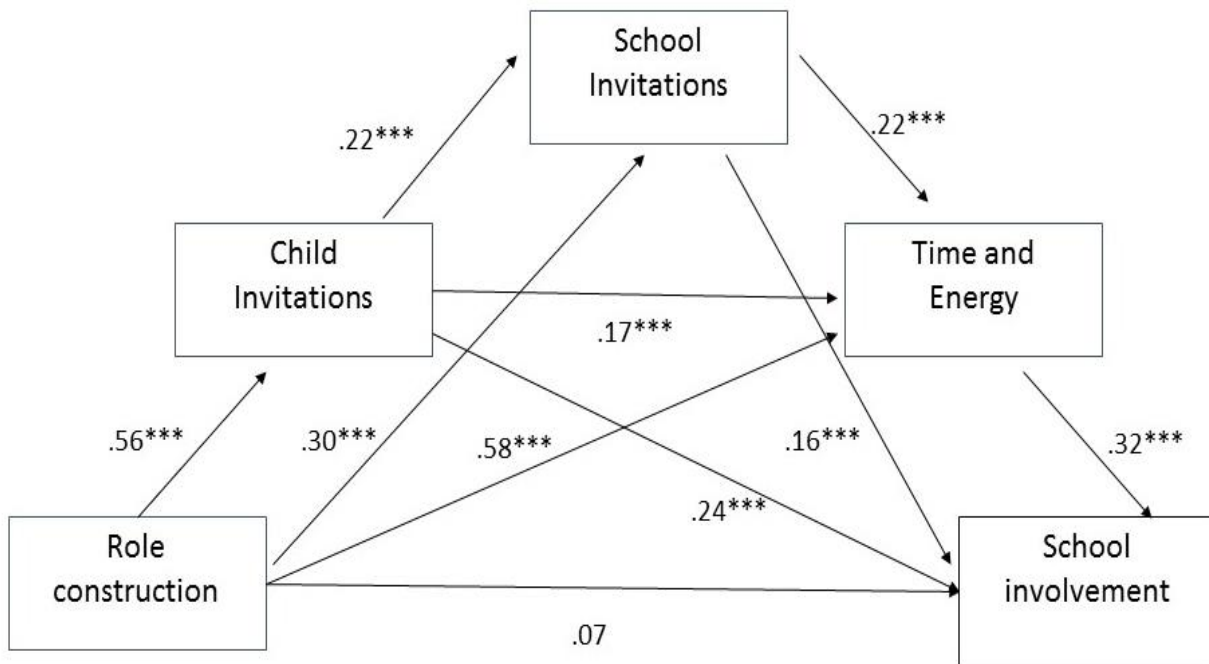 School
Invitations
.22***
.22***
Child
Invitations
Time and
Energy
.17***
.56***
.30***
.58***
.16***
.32***
.24***
Role
construction
School
involvement
.07